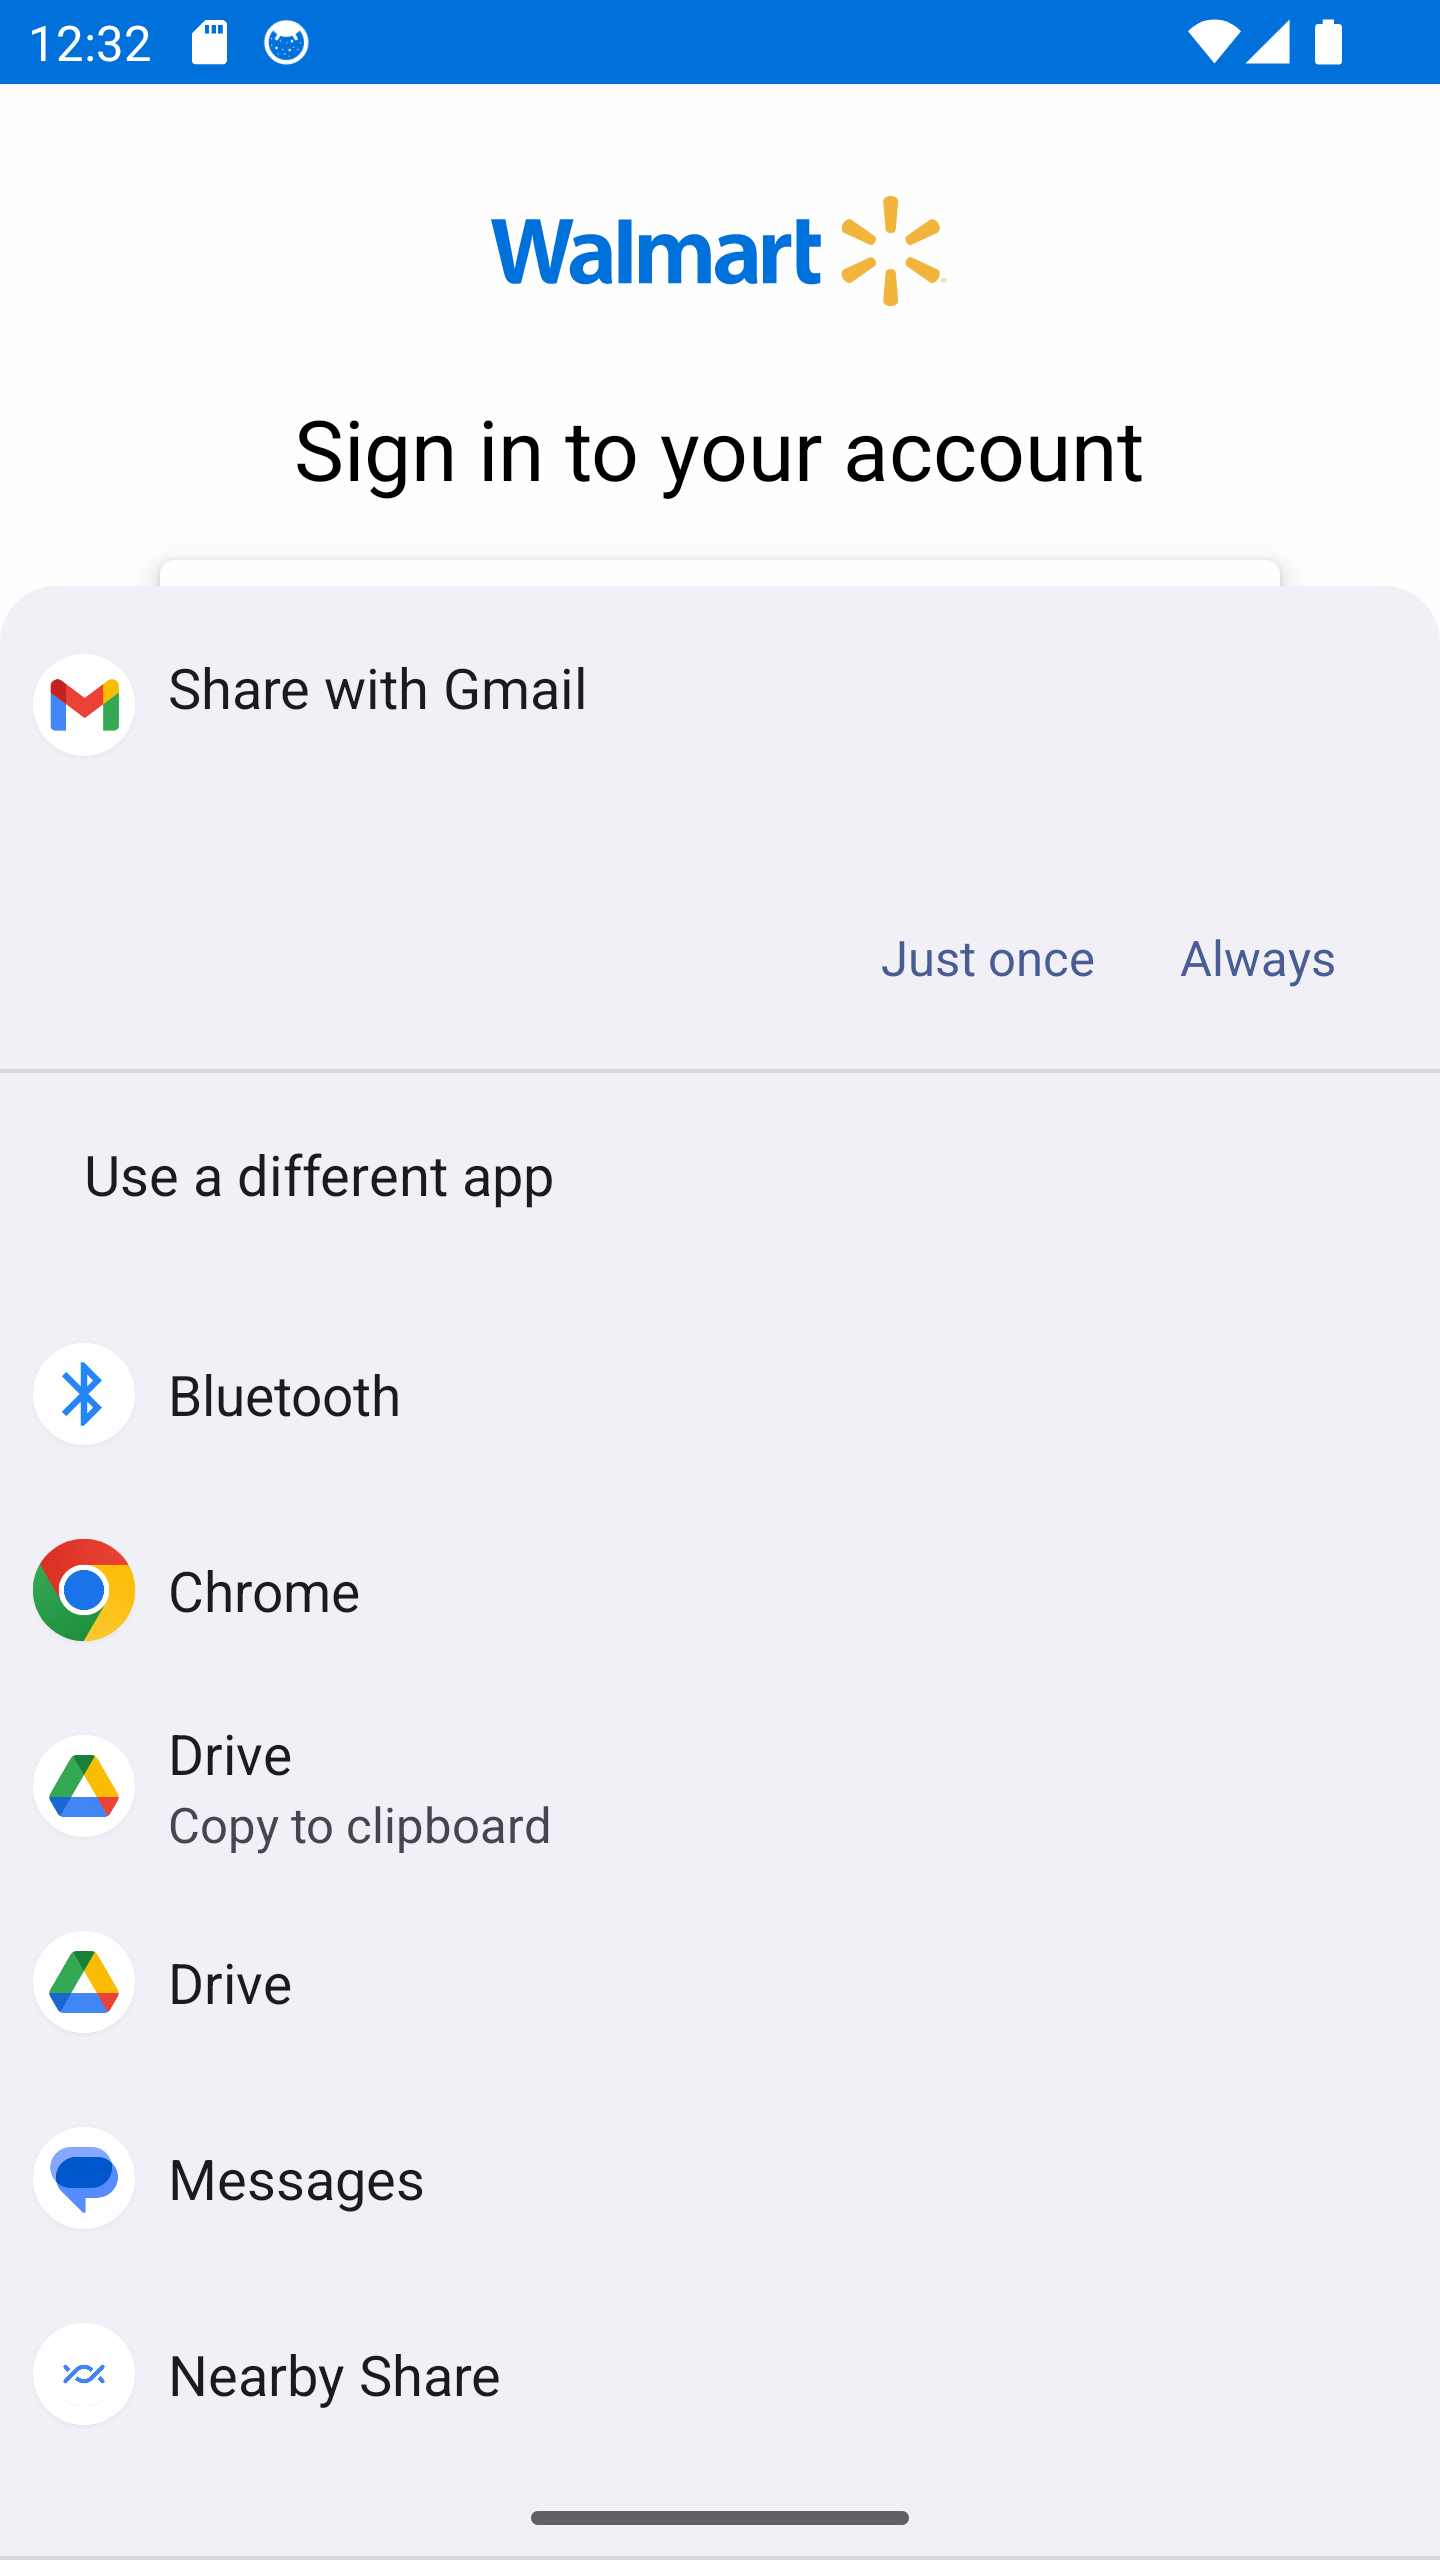 12:32
Walmart
Sign in to your account
Share with Gmail
Just once
Always
Use a different app
Bluetooth
Chrome
Drive
Copy to clipboard
Drive
Messages
Nearby Share